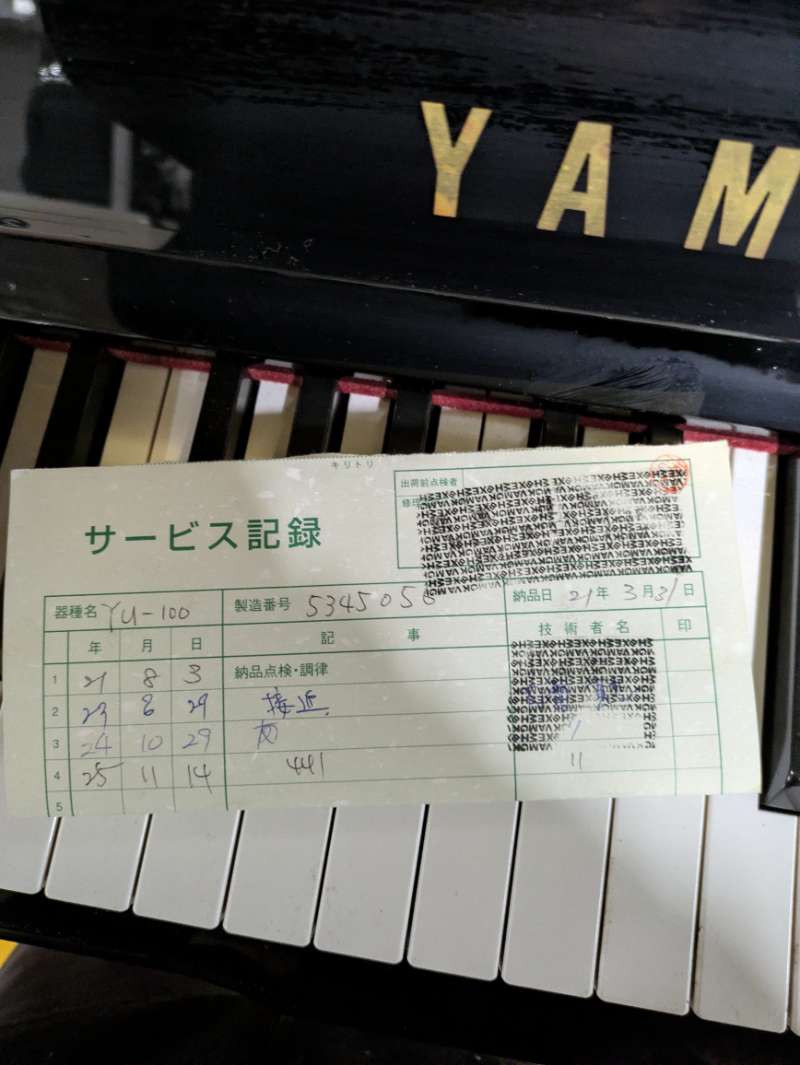 YAM
キリトリ
サービス記録
出荷前点検者
器種名 YU-100 製造番号 534505 納品日 21年 3月31日
年 月 日 記 事 技術者名 印
1 21 8 3 納品点検・調律
2 23 8 29 接近
3 24 10 29
4 25 11 14 441 11
5